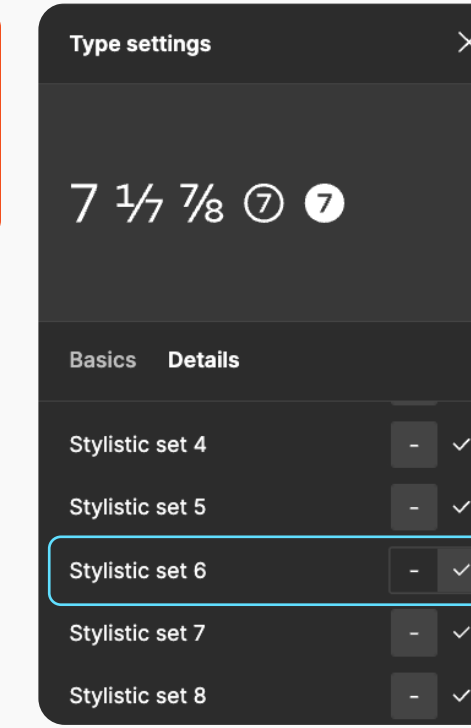 Type settings
7 ⅐ ⅞ ⑦ ❼
Basics Details
Stylistic set 4 -
Stylistic set 5 -
Stylistic set 6 -
Stylistic set 7 -
Stylistic set 8 -